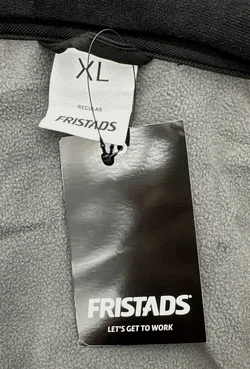 XL
REGULAR
FRISTADS
FRISTADS
LET'S GET TO WORK